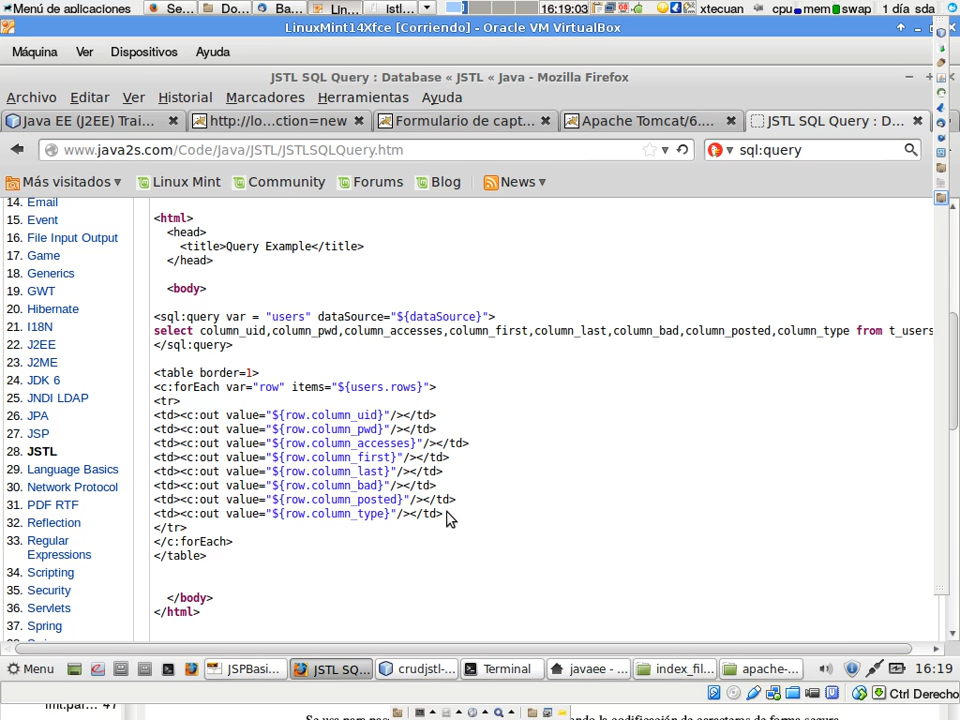 Menú de aplicaciones
Se...
Do...
Ba...
Lin...
Istl...
16:19:03
xtecuan
cpu
mem
swap
1 día
sda
LinuxMint14Xfce [Corriendo] - Oracle VM VirtualBox
Máquina Ver Dispositivos Ayuda
JSTL SQL Query : Database « JSTL « Java - Mozilla Firefox
Archivo Editar Ver Historial Marcadores Herramientas Ayuda
Java EE (J2EE) Trai...
http://lo...ction=new
Formulario de capt...
Apache Tomcat/6....
JSTL SQL Query : D...
www.java2s.com/Code/Java/JSTL/JSTLSQLQuery.htm
sql:query
Más visitados
Linux Mint
Community
Forums
Blog
News
14. Email
15. Event
16. File Input Output
17. Game
18. Generics
19. GWT
20. Hibernate
21. I18N
22. J2EE
23. J2ME
24. JDK 6
25. JNDI LDAP
26. JPA
27. JSP
28. JSTL
29. Language Basics
30. Network Protocol
31. PDF RTF
32. Reflection
33. Regular
Expressions
34. Scripting
35. Security
36. Servlets
37. Spring
<html>
<head>
<title>Query Example</title>
</head>
<body>
<sql:query var = "users" dataSource="${dataSource}">
select column_uid,column_pwd,column_accesses,column_first,column_last,column_bad,column_posted,column_type from t_users
</sql:query>
<table border=1>
<c:forEach var="row" items="${users.rows}">
<tr>
<td><c:out value="${row.column_uid}"/></td>
<td><c:out value="${row.column_pwd}"/></td>
<td><c:out value="${row.column_accesses}"/></td>
<td><c:out value="${row.column_first}"/></td>
<td><c:out value="${row.column_last}"/></td>
<td><c:out value="${row.column_bad}"/></td>
<td><c:out value="${row.column_posted}"/></td>
<td><c:out value="${row.column_type}"/></td>
</tr>
</c:forEach>
</table>
</body>
</html>
Menu
JSPBasi...
JSTL SQ...
crudjstl-...
Terminal
javaee - ...
index_fil...
apache-...
16:19
Ctrl Derecho